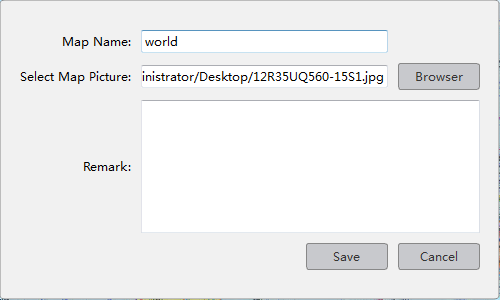 Map Name: world
Select Map Picture: inistrator/Desktop/12R35UQ560-15S1.jpg Browser
Remark:
Save Cancel